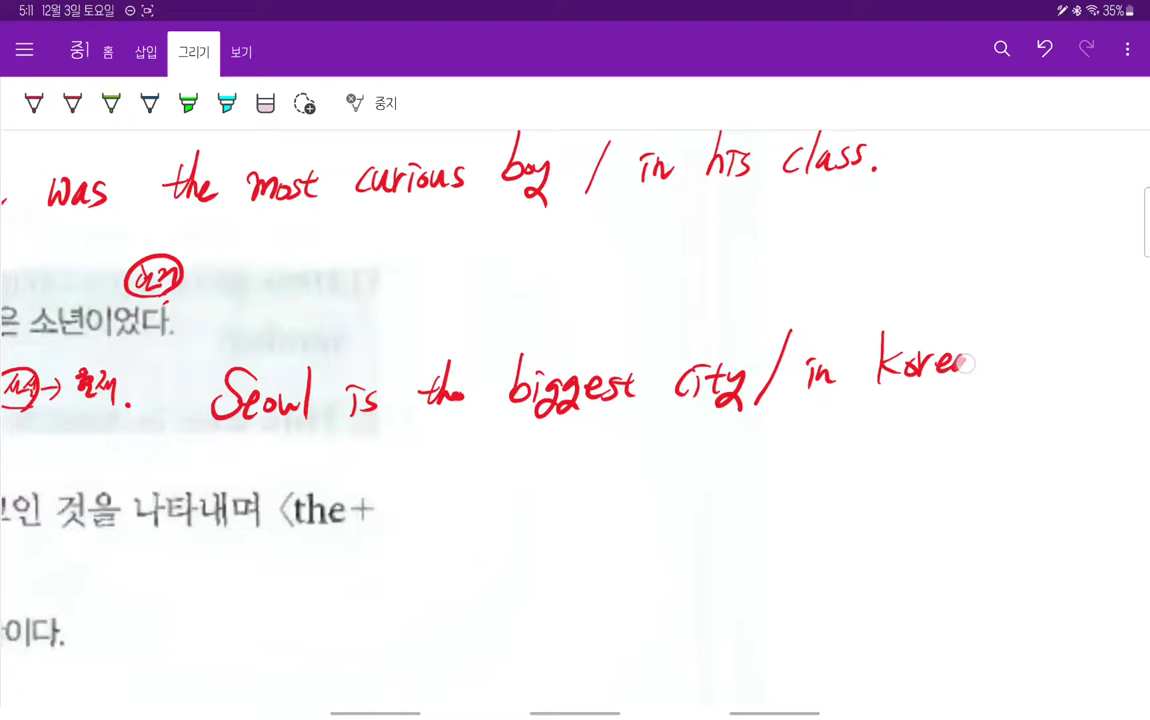 5:11 12월 3일 토요일 35%
중1 홈 삽입 그리기 보기
중지
was the most curious boy / in his class.
은 소년이었다.
Seoul is the biggest city / in Korea
인 것을 나타내며 〈the+
이다.